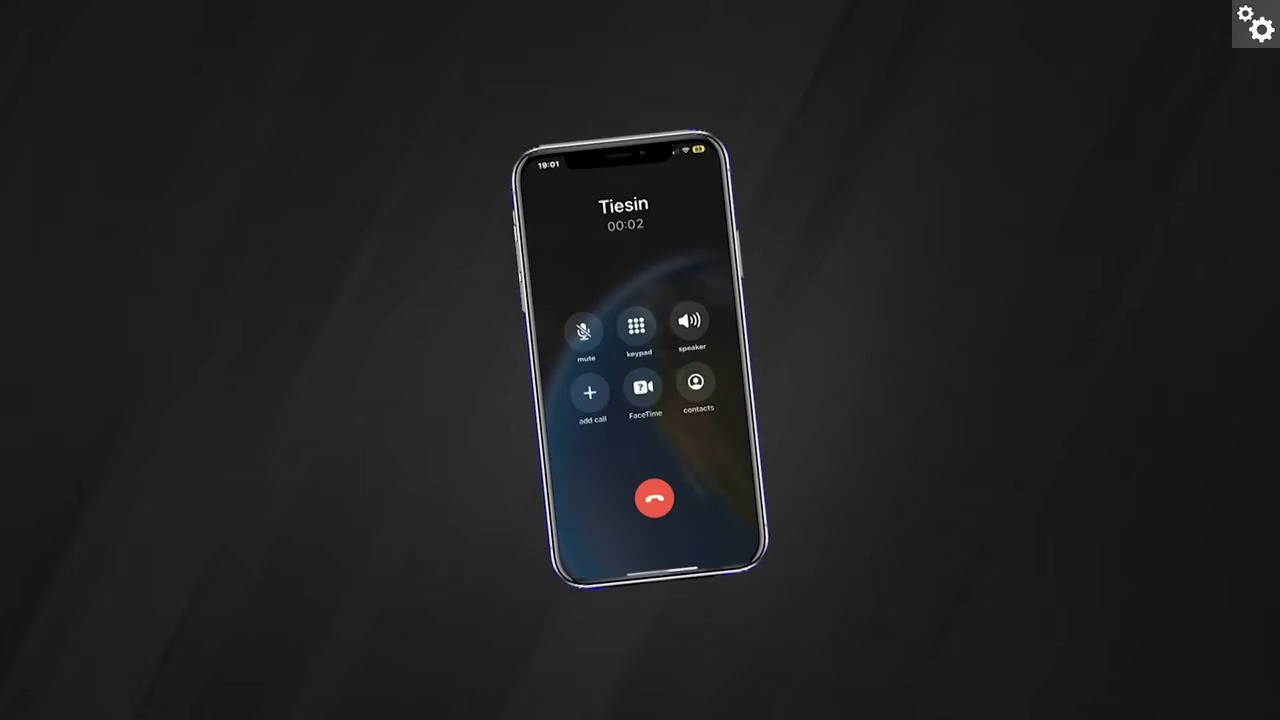 19:01
Tiesin
00:02
mute
keypad
speaker
add call
FaceTime
contacts